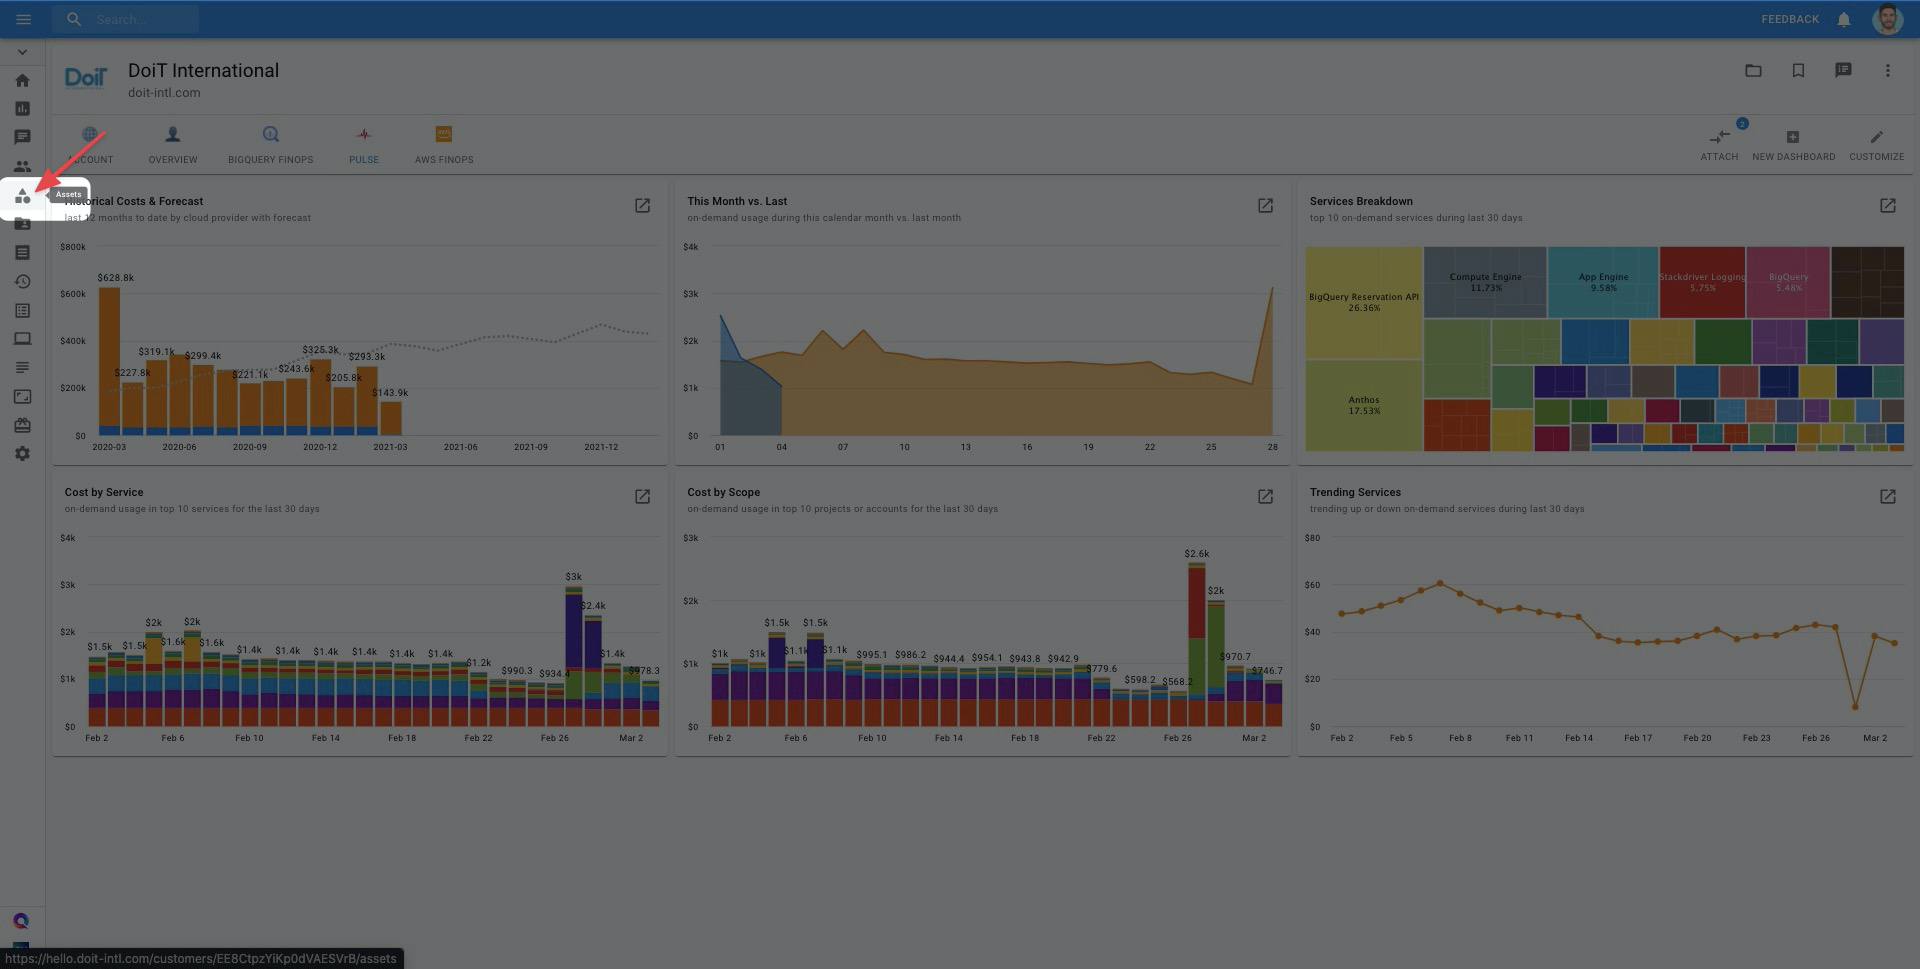 Search...
FEEDBACK
DoiT
DoiT International
doit-intl.com
ACCOUNT
OVERVIEW
BIGQUERY FINOPS
PULSE
AWS FINOPS
2
ATTACH
NEW DASHBOARD
CUSTOMIZE
Assets
Historical Costs & Forecast
last 12 months to date by cloud provider with forecast
$800k
$600k
$400k
$200k
$0
$628.8k
$227.8k
$319.1k
$299.4k
$221.1k
$243.6k
$325.3k
$205.8k
$293.3k
$143.9k
2020-03 2020-06 2020-09 2020-12 2021-03 2021-06 2021-09 2021-12
This Month vs. Last
on-demand usage during this calendar month vs. last month
$4k
$3k
$2k
$1k
$0
01 04 07 10 13 16 19 22 25 28
Services Breakdown
top 10 on-demand services during last 30 days
BigQuery Reservation API
26.36%
Anthos
17.53%
Compute Engine
11.73%
App Engine
9.58%
Stackdriver Logging
5.75%
BigQuery
5.48%
Cost by Service
on-demand usage in top 10 services for the last 30 days
$4k
$3k
$2k
$1k
$0
$1.5k $1.5k $2k $1.6k $2k $1.6k $1.4k $1.4k $1.4k $1.4k $1.4k $1.4k $1.2k $990.3 $934.4 $3k $2.4k $1.4k $978.3
Feb 2 Feb 6 Feb 10 Feb 14 Feb 18 Feb 22 Feb 26 Mar 2
Cost by Scope
on-demand usage in top 10 projects or accounts for the last 30 days
$3k
$2k
$1k
$0
$1k $1k $1.5k $1.1k $1.5k $1.1k $995.1 $986.2 $944.4 $954.1 $943.8 $942.9 $779.6 $598.2 $568.2 $2.6k $2k $970.7 $746.7
Feb 2 Feb 6 Feb 10 Feb 14 Feb 18 Feb 22 Feb 26 Mar 2
Trending Services
trending up or down on-demand services during last 30 days
$80
$60
$40
$20
$0
Feb 2 Feb 5 Feb 8 Feb 11 Feb 14 Feb 17 Feb 20 Feb 23 Feb 26 Mar 2
https://hello.doit-intl.com/customers/EE8CtpzYiKp0dVAESVrB/assets